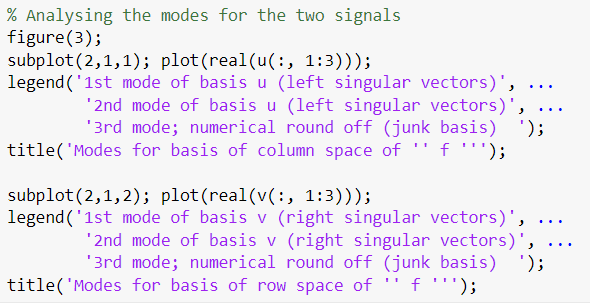 % Analysing the modes for the two signals
figure(3);
subplot(2,1,1); plot(real(u(:, 1:3)));
legend('1st mode of basis u (left singular vectors)', ...
'2nd mode of basis u (left singular vectors)', ...
'3rd mode; numerical round off (junk basis)  ');
title('Modes for basis of column space of '' f ''');
subplot(2,1,2); plot(real(v(:, 1:3)));
legend('1st mode of basis v (right singular vectors)', ...
'2nd mode of basis v (right singular vectors)', ...
'3rd mode; numerical round off (junk basis)  ');
title('Modes for basis of row space of '' f ''');